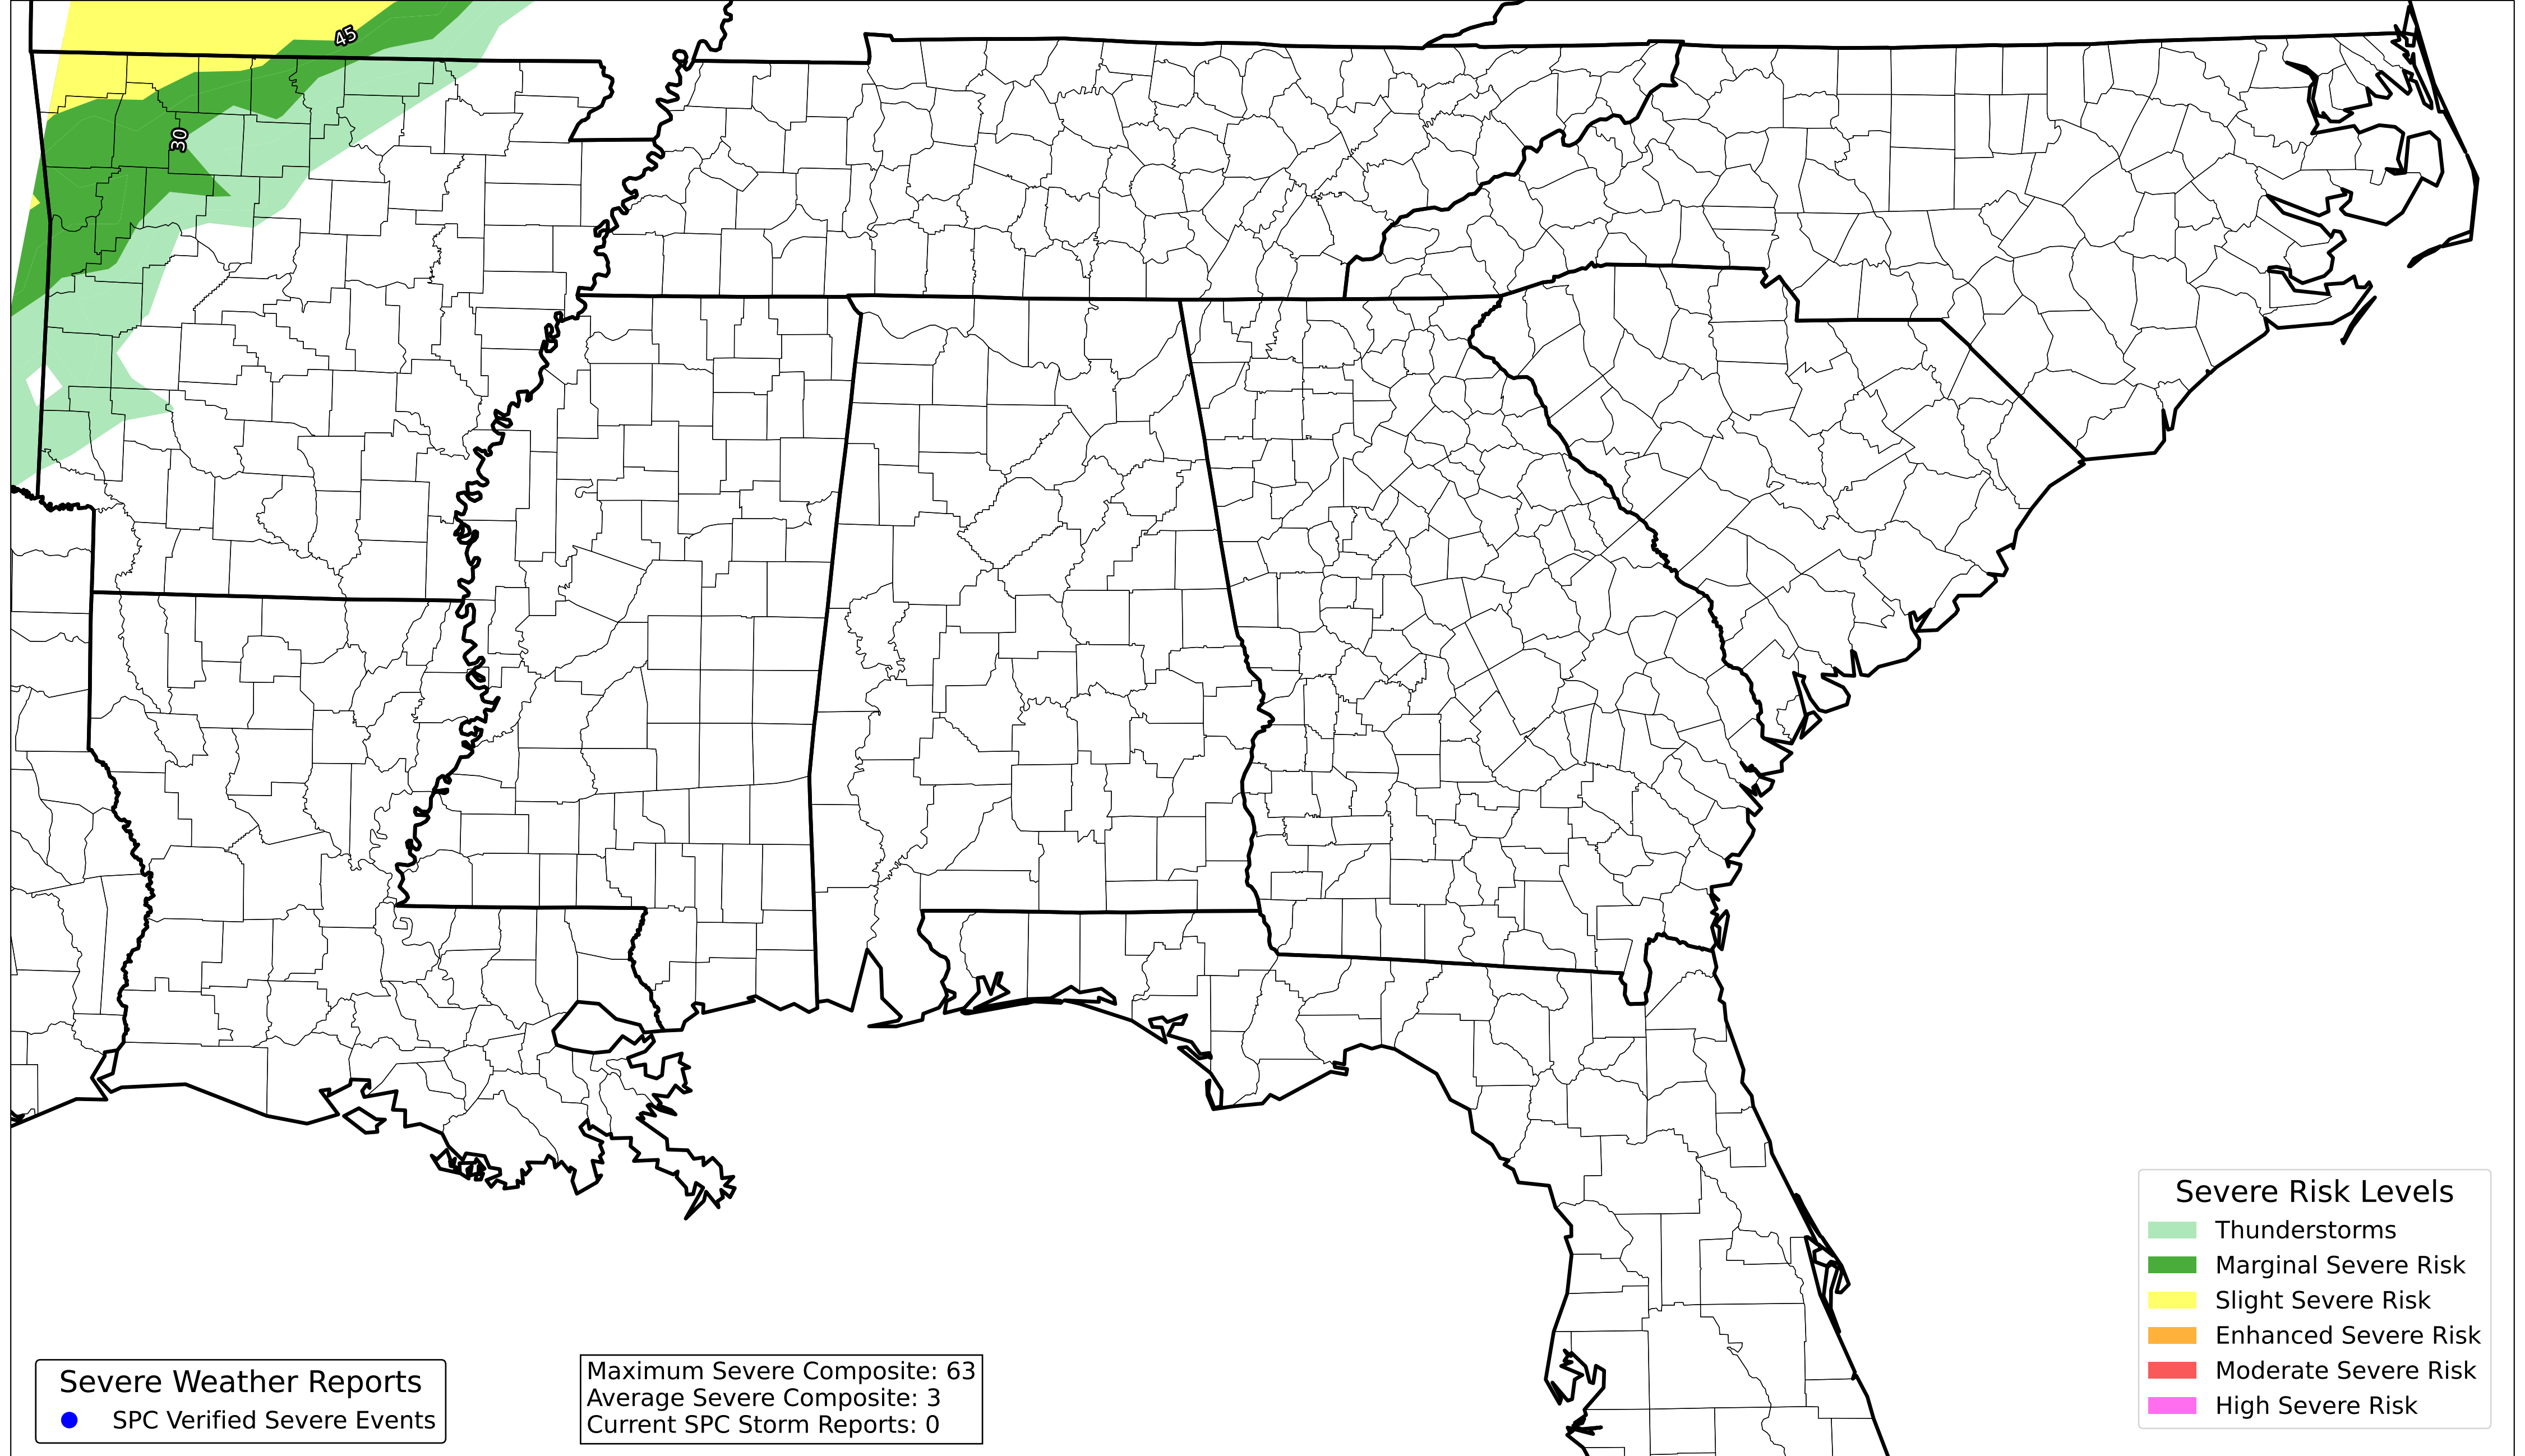 45
30
Severe Risk Levels
Thunderstorms
Marginal Severe Risk
Slight Severe Risk
Enhanced Severe Risk
Moderate Severe Risk
High Severe Risk
Severe Weather Reports
SPC Verified Severe Events
Maximum Severe Composite: 63
Average Severe Composite: 3
Current SPC Storm Reports: 0